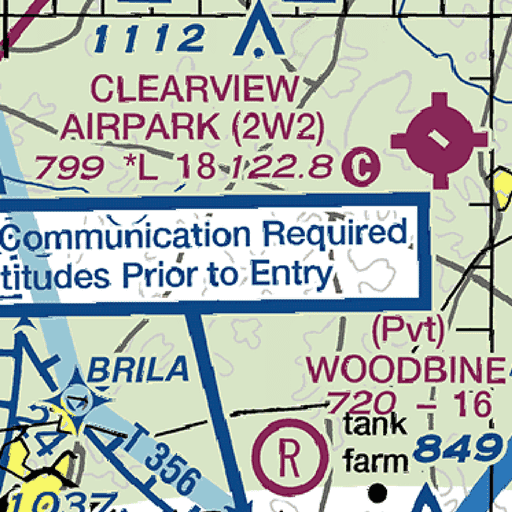 1112
CLEARVIEW
AIRPARK (2W2)
799 *L 18 122.8 C
Communication Required
titudes Prior to Entry
(Pvt)
WOODBINE
720 - 16
BRILA
T 356
R
tank
farm
849
1037